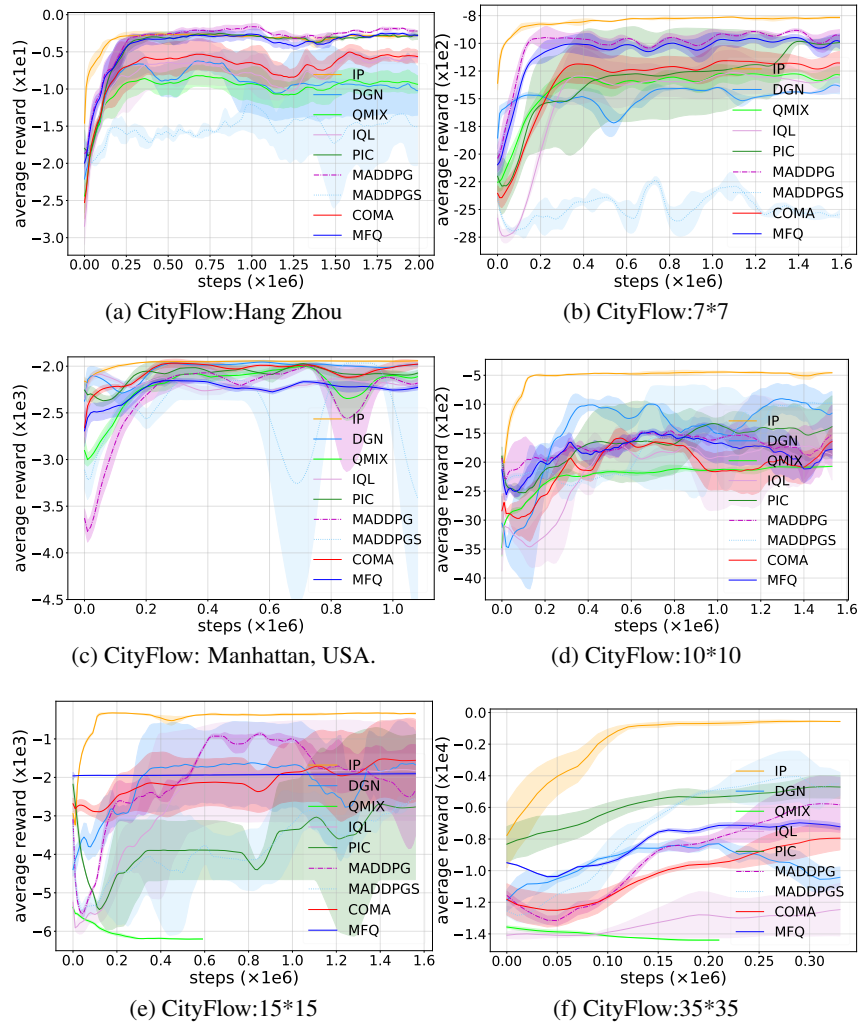 0.0
−0.5
−1.0
−1.5
−2.0
−2.5
−3.0
average reward (x1e1)
0.00 0.25 0.50 0.75 1.00 1.25 1.50 1.75 2.00
steps (×1e6)
IP
DGN
QMIX
IQL
PIC
MADDPG
MADDPGS
COMA
MFQ
(a) CityFlow:Hang Zhou
−8
−10
−12
−15
−18
−20
−22
−25
−28
average reward (x1e2)
0.0 0.2 0.4 0.6 0.8 1.0 1.2 1.4 1.6
steps (×1e6)
IP
DGN
QMIX
IQL
PIC
MADDPG
MADDPGS
COMA
MFQ
(b) CityFlow:7*7
−2.0
−2.5
−3.0
−3.5
−4.0
−4.5
average reward (x1e3)
0.0 0.2 0.4 0.6 0.8 1.0
steps (×1e6)
IP
DGN
QMIX
IQL
PIC
MADDPG
MADDPGS
COMA
MFQ
(c) CityFlow: Manhattan, USA.
−5
−10
−15
−20
−25
−30
−35
−40
average reward (x1e2)
0.0 0.2 0.4 0.6 0.8 1.0 1.2 1.4 1.6
steps (×1e6)
IP
DGN
QMIX
IQL
PIC
MADDPG
MADDPGS
COMA
MFQ
(d) CityFlow:10*10
−1
−2
−3
−4
−5
−6
average reward (x1e3)
0.0 0.2 0.4 0.6 0.8 1.0 1.2 1.4 1.6
steps (×1e6)
IP
DGN
QMIX
IQL
PIC
MADDPG
MADDPGS
COMA
MFQ
(e) CityFlow:15*15
0.0
−0.2
−0.4
−0.6
−0.8
−1.0
−1.2
−1.4
average reward (x1e4)
0.00 0.05 0.10 0.15 0.20 0.25 0.30
steps (×1e6)
IP
DGN
QMIX
IQL
PIC
MADDPG
MADDPGS
COMA
MFQ
(f) CityFlow:35*35